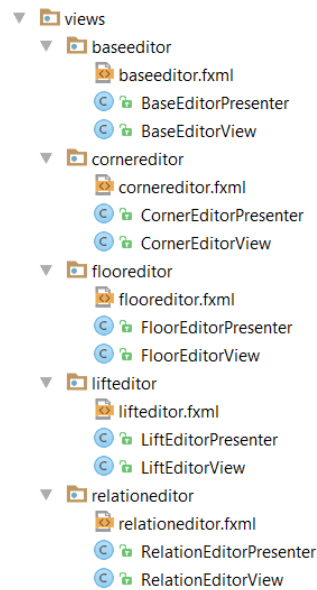 views
baseeditor
baseeditor.fxml
C BaseEditorPresenter
C BaseEditorView
cornereditor
cornereditor.fxml
C CornerEditorPresenter
C CornerEditorView
flooreditor
flooreditor.fxml
C FloorEditorPresenter
C FloorEditorView
lifteditor
lifteditor.fxml
C LiftEditorPresenter
C LiftEditorView
relationeditor
relationeditor.fxml
C RelationEditorPresenter
C RelationEditorView